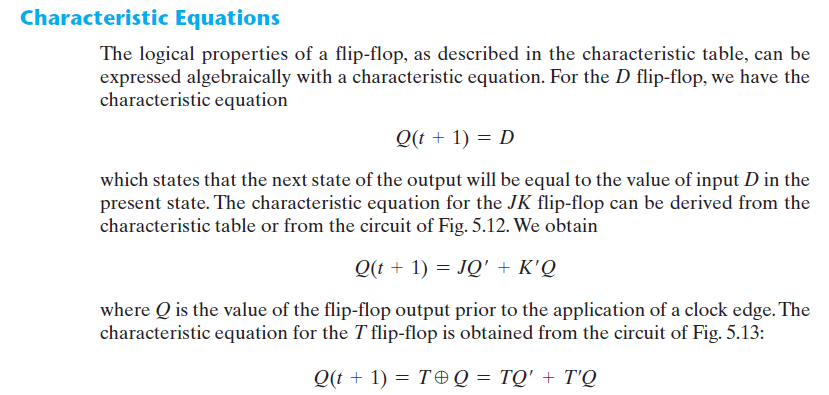 Characteristic Equations
The logical properties of a flip-flop, as described in the characteristic table, can be
expressed algebraically with a characteristic equation. For the D flip-flop, we have the
characteristic equation
Q(t + 1) = D
which states that the next state of the output will be equal to the value of input D in the
present state. The characteristic equation for the JK flip-flop can be derived from the
characteristic table or from the circuit of Fig. 5.12. We obtain
Q(t + 1) = JQ′ + K′Q
where Q is the value of the flip-flop output prior to the application of a clock edge. The
characteristic equation for the T flip-flop is obtained from the circuit of Fig. 5.13:
Q(t + 1) = T⊕Q = TQ′ + T′Q